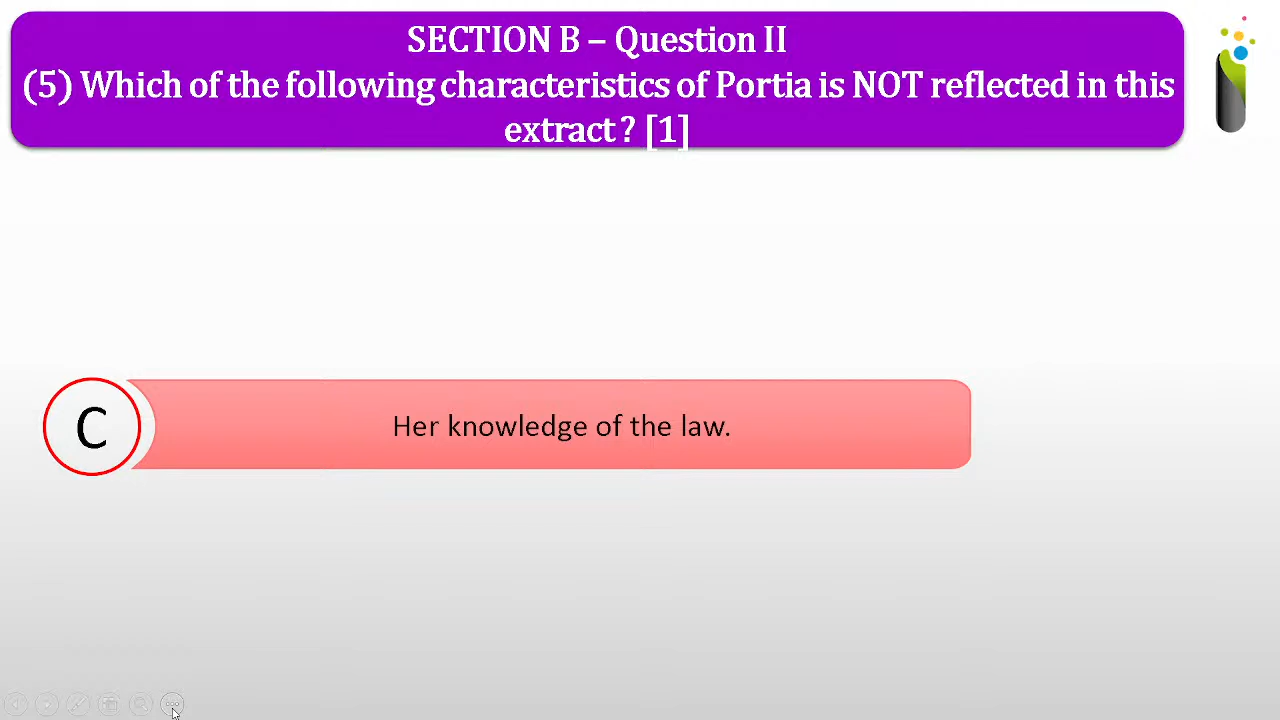 SECTION B – Question II
(5) Which of the following characteristics of Portia is NOT reflected in this
extract? [1]
C
Her knowledge of the law.